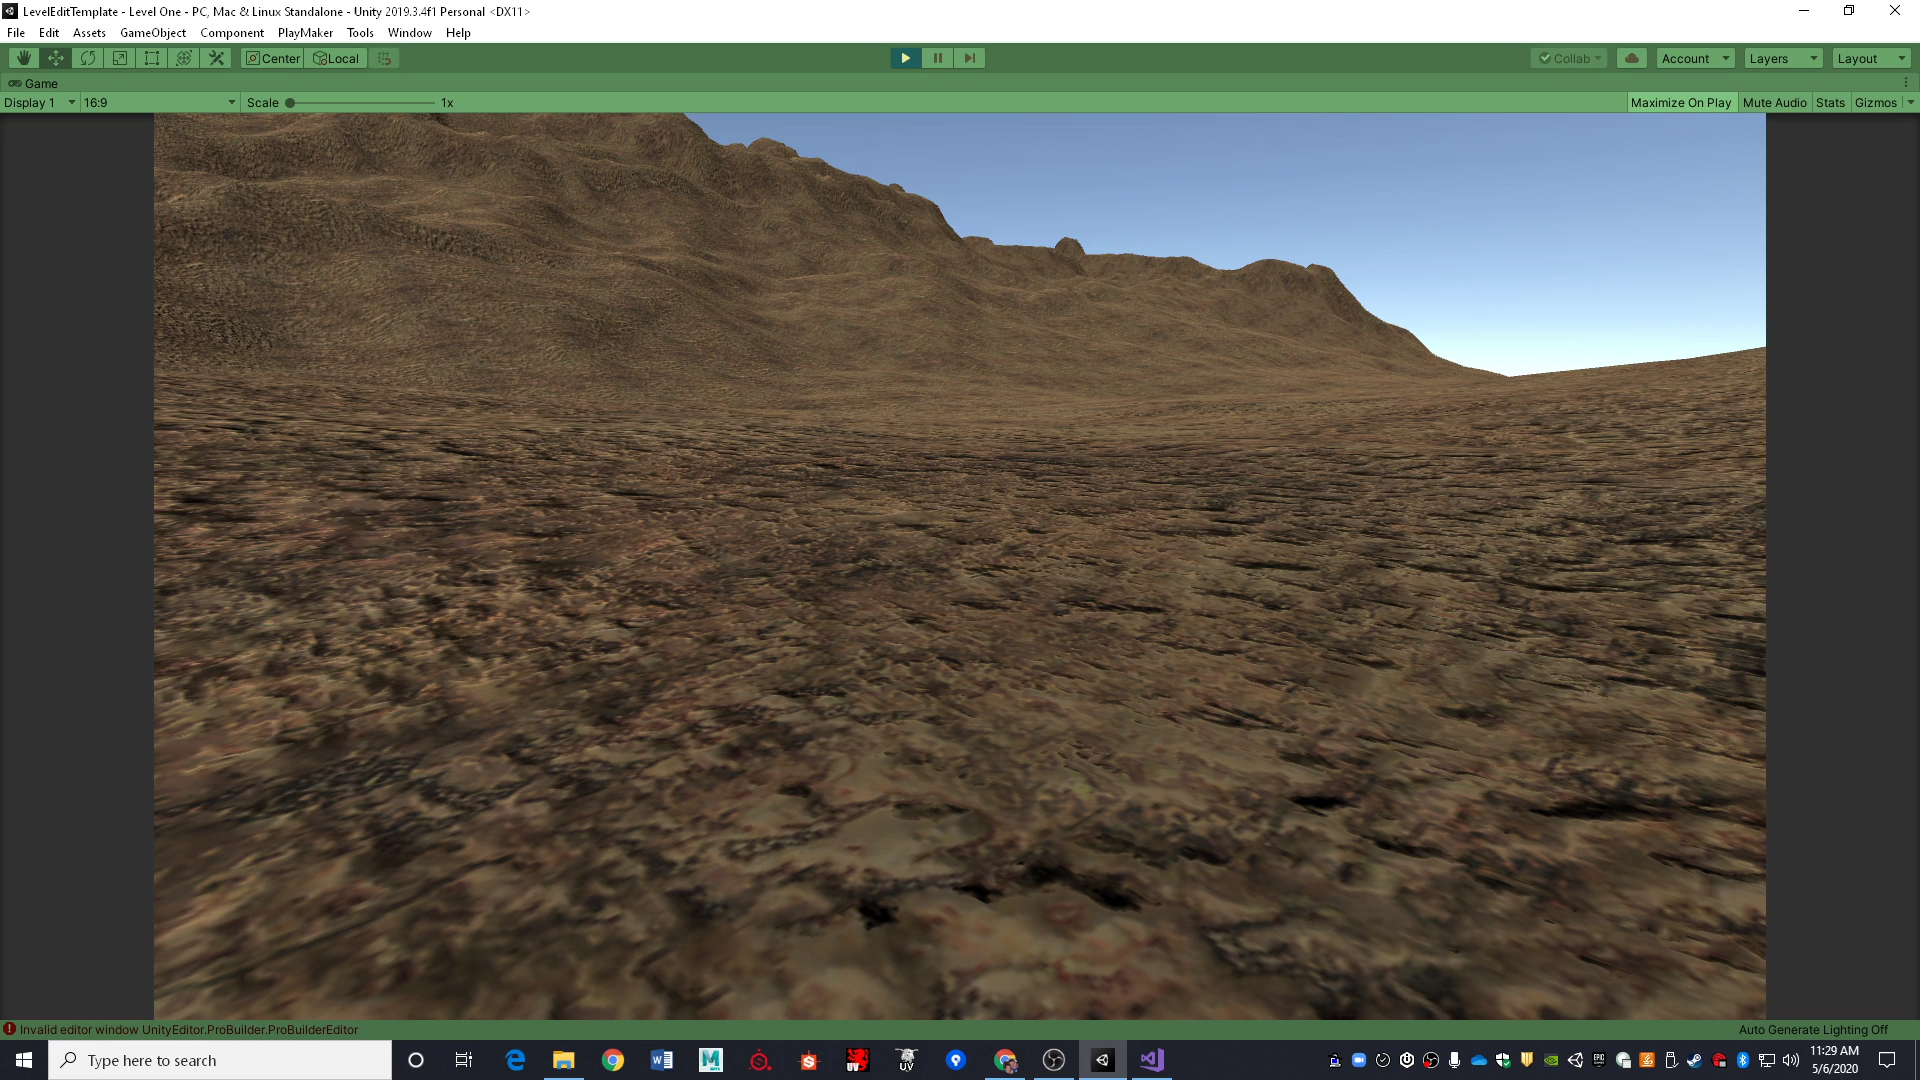 LevelEditTemplate - Level One - PC, Mac & Linux Standalone - Unity 2019.3.4f1 Personal <DX11>
File Edit Assets GameObject Component PlayMaker Tools Window Help
Center Local Collab Account Layers Layout
Game
Display 1 16:9 Scale 1x Maximize On Play Mute Audio Stats Gizmos
Invalid editor window UnityEditor.ProBuilder.ProBuilderEditor Auto Generate Lighting Off
Type here to search
UV
UV
EPIC
11:29 AM
5/6/2020